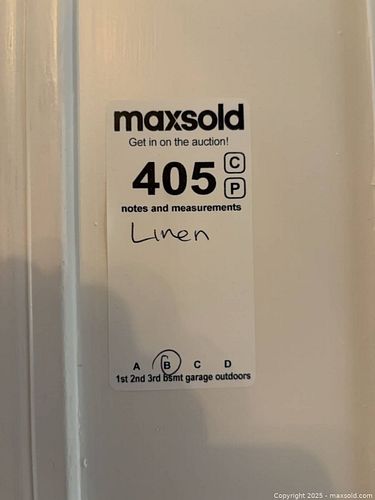 maxsold
Get in on the auction!
405 C
P
notes and measurements
Linen
A B C D
1st 2nd 3rd bsmt garage outdoors
Copyright 2025 - maxsold.com